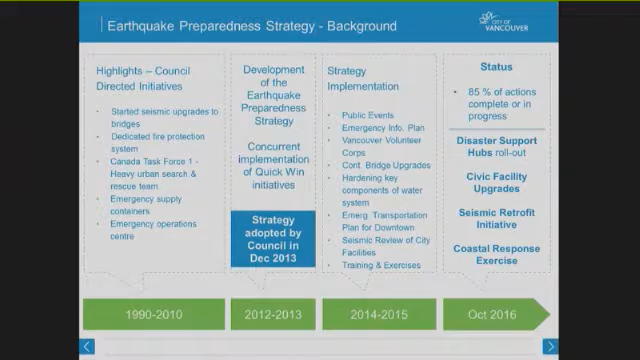 Earthquake Preparedness Strategy - Background
CITY OF
VANCOUVER
Highlights – Council
Directed Initiatives
• Started seismic upgrades to
bridges
• Dedicated fire protection
system
• Canada Task Force 1 -
Heavy urban search &
rescue team
• Emergency supply
containers
• Emergency operations
centre
1990-2010
Development
of the
Earthquake
Preparedness
Strategy
Concurrent
implementation
of Quick Win
initiatives
Strategy
adopted by
Council in
Dec 2013
2012-2013
Strategy
Implementation
• Public Events
• Emergency Info. Plan
• Vancouver Volunteer
Corps
• Cont. Bridge Upgrades
• Hardening key
components of water
system
• Emerg. Transportation
Plan for Downtown
• Seismic Review of City
Facilities
• Training & Exercises
2014-2015
Status
• 85 % of actions
complete or in
progress
Disaster Support
Hubs roll-out
Civic Facility
Upgrades
Seismic Retrofit
Initiative
Coastal Response
Exercise
Oct 2016